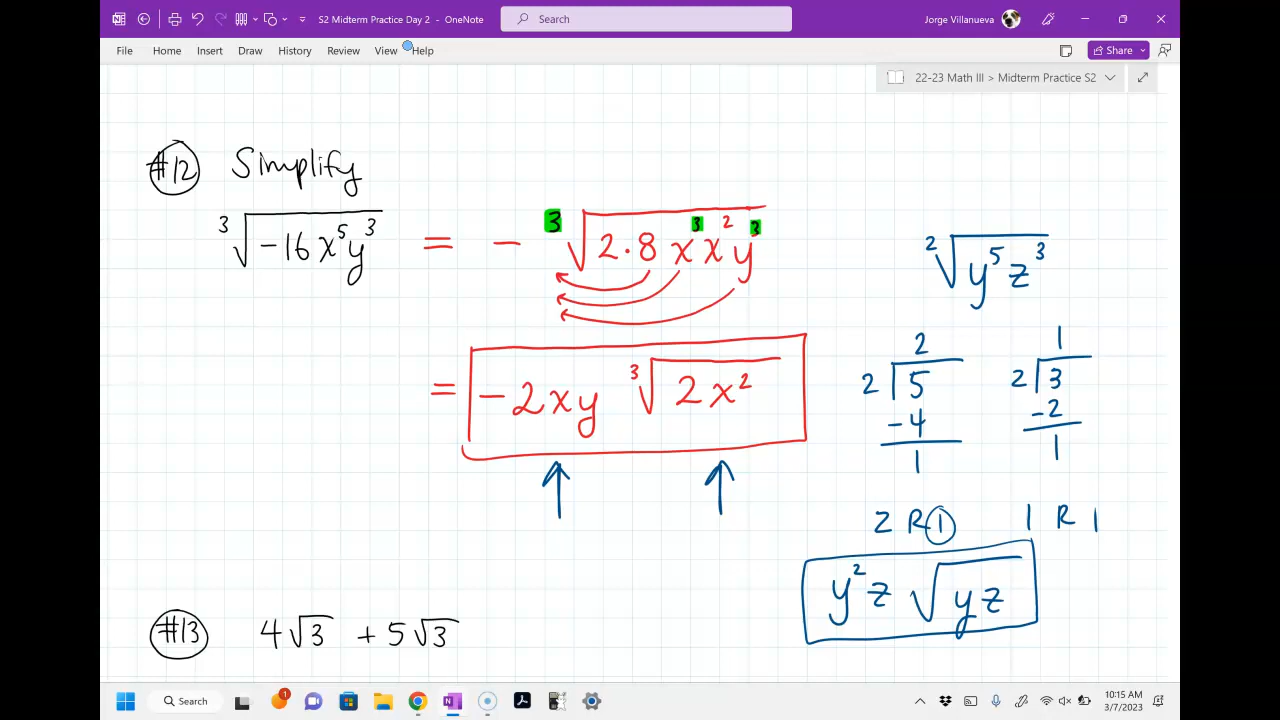 S2 Midterm Practice Day 2 - OneNote
Search
Jorge Villanueva
File Home Insert Draw History Review View Help
Share
22-23 Math III > Midterm Practice S2
#12 Simplify
∛(-16x⁵y³) = - ∛(2·8 x³x²y³)
= -2xy ∛(2x²)
²√(y⁵z³)
2
2 ⟌ 5
-4
1
1
2 ⟌ 3
-2
1
2 R 1
1 R 1
y²z √(yz)
#13 4√3 + 5√3
Search
1
10:15 AM
3/7/2023